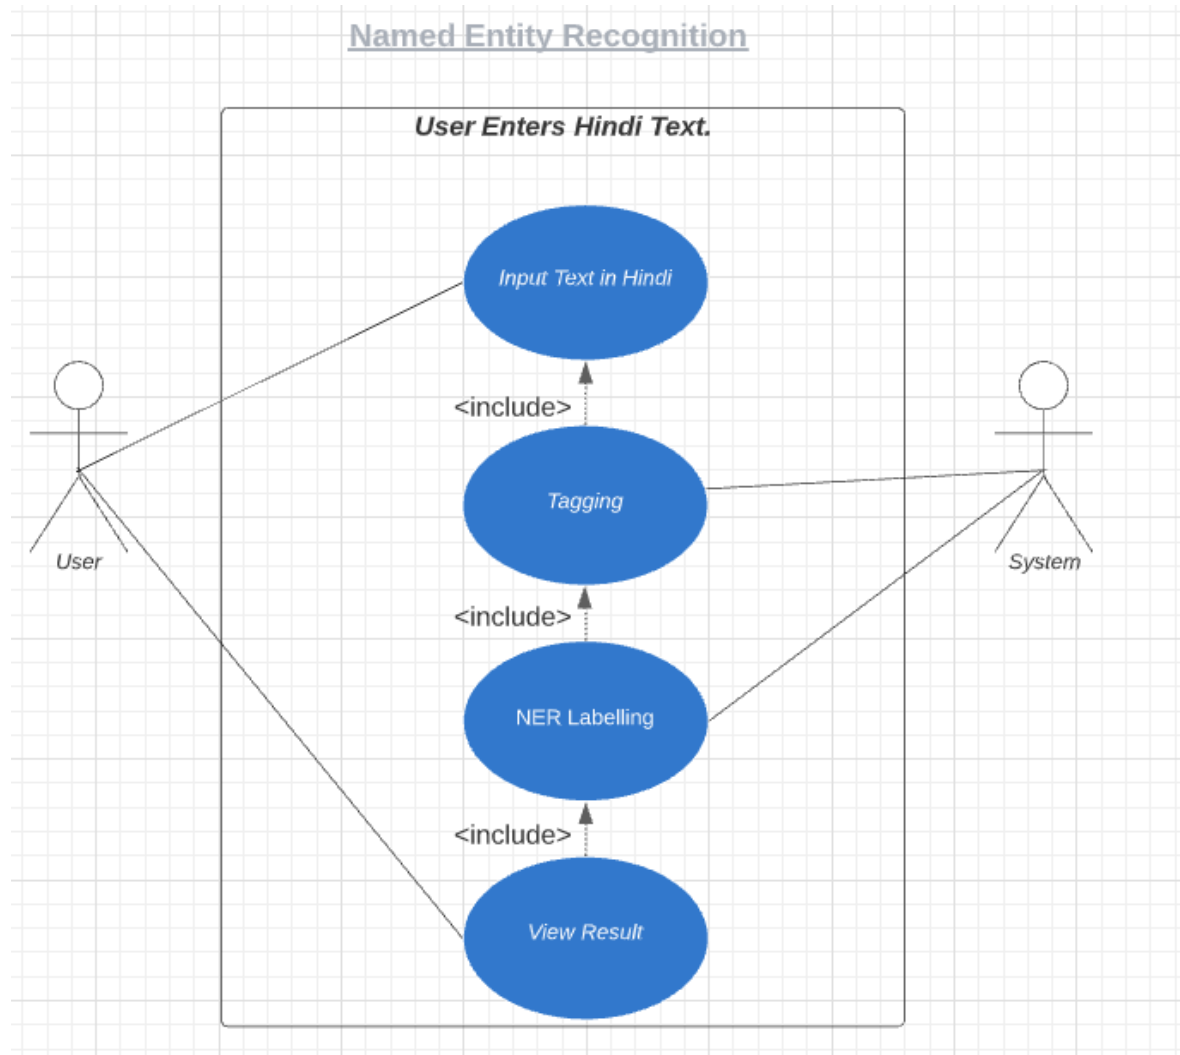 Named Entity Recognition
User Enters Hindi Text.
Input Text in Hindi
<include>
Tagging
User
System
<include>
NER Labelling
<include>
View Result